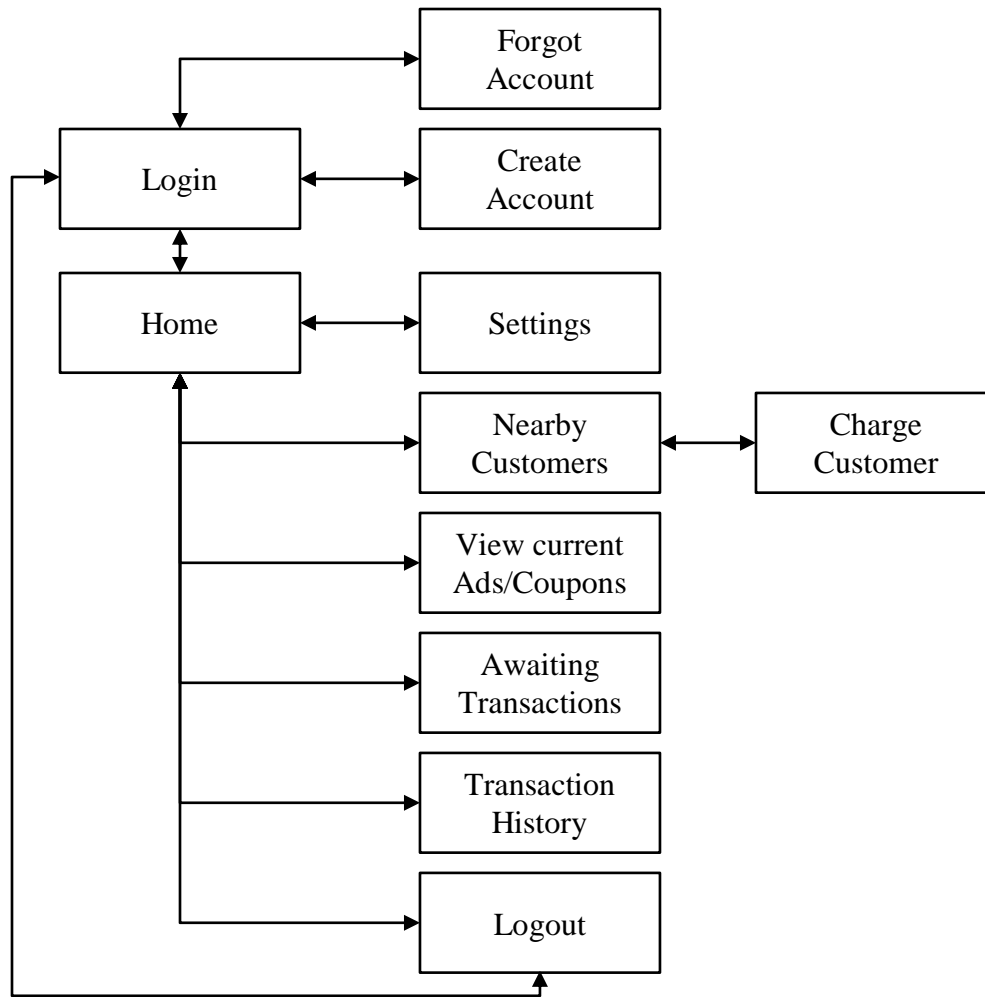 Forgot
Account
Login
Create
Account
Home
Settings
Nearby
Customers
Charge
Customer
View current
Ads/Coupons
Awaiting
Transactions
Transaction
History
Logout